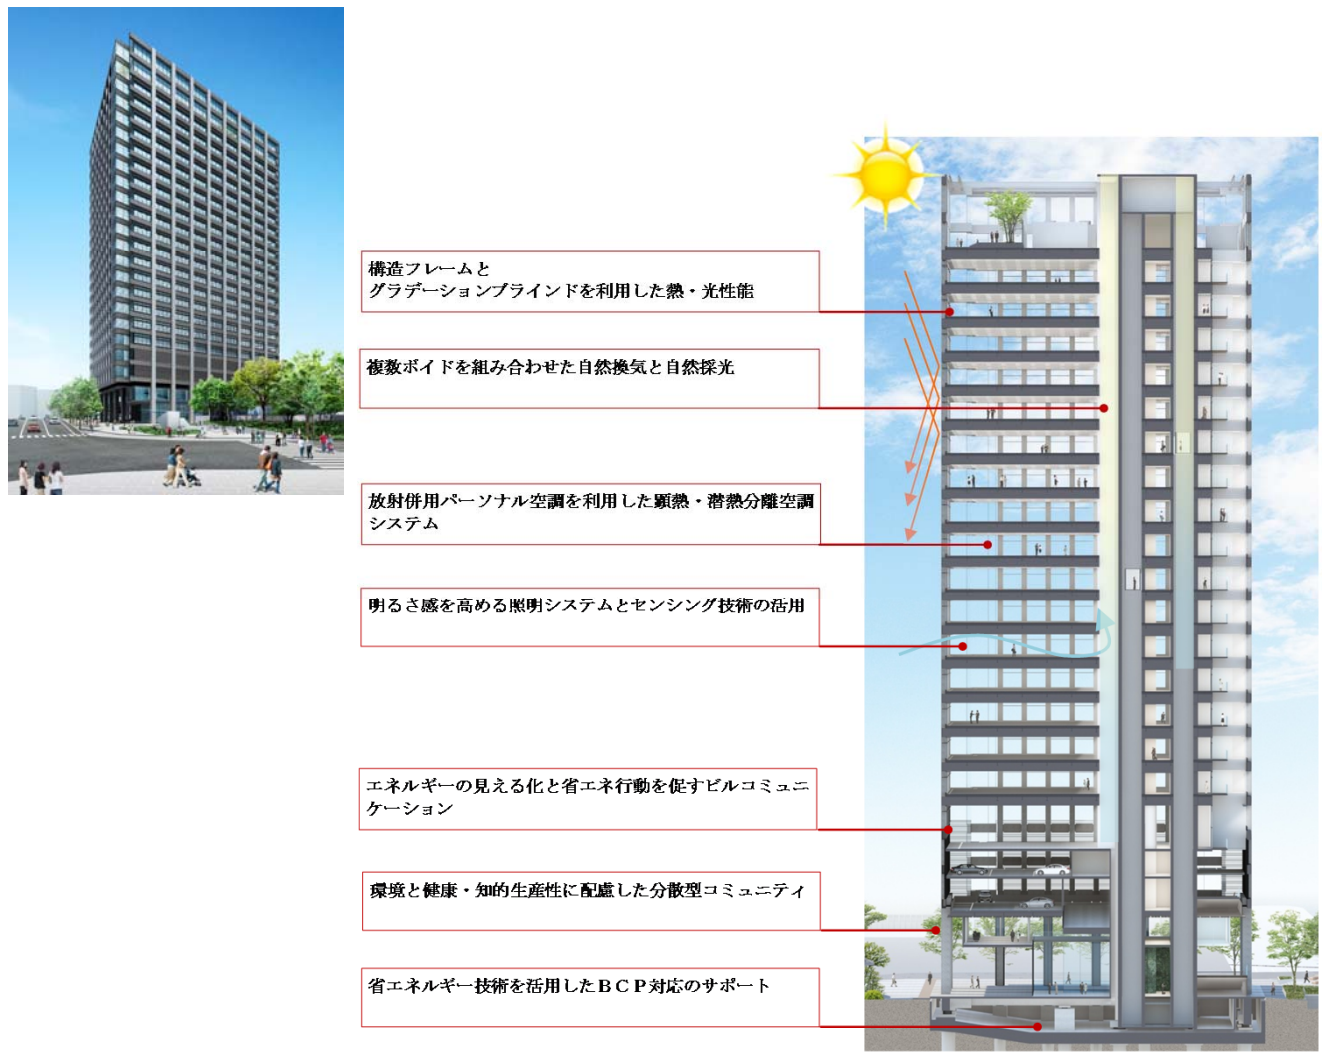 構造フレームと
グラデーションブラインドを利用した熱・光性能
複数ボイドを組み合わせた自然換気と自然採光
放射併用パーソナル空調を利用した顕熱・潜熱分離空調
システム
明るさ感を高める照明システムとセンシング技術の活用
エネルギーの見える化と省エネ行動を促すビルコミュニ
ケーション
環境と健康・知的生産性に配慮した分散型コミュニティ
省エネルギー技術を活用したＢＣＰ対応のサポート